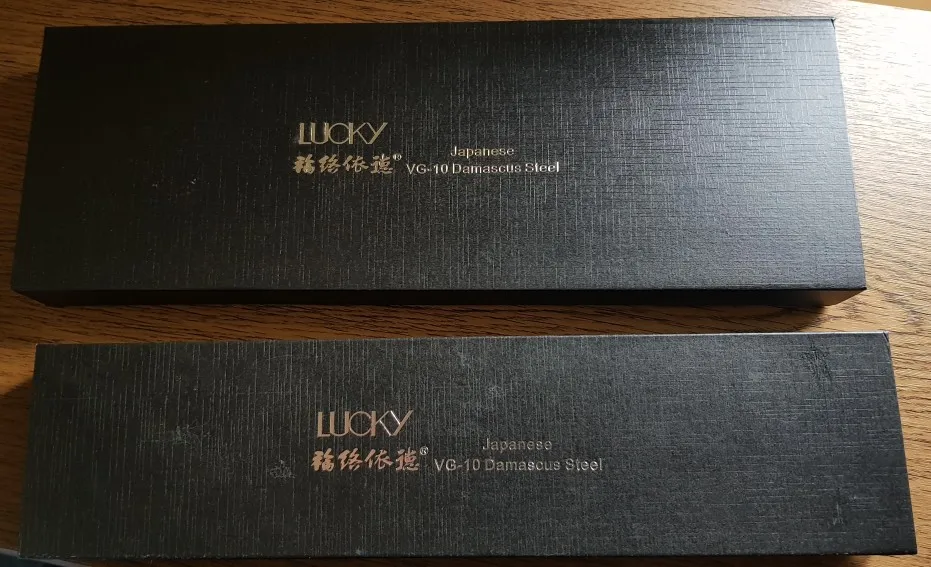 LUCKY
福络依德®
Japanese
VG-10 Damascus Steel
LUCKY
福络依德®
Japanese
VG-10 Damascus Steel